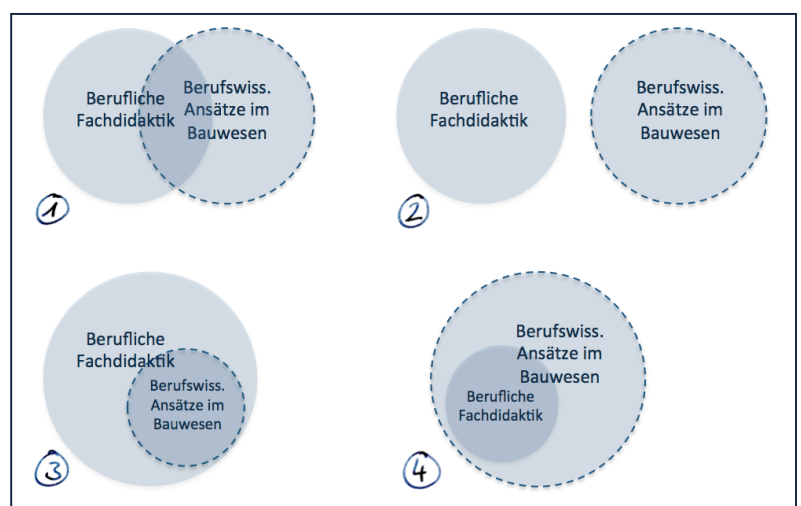 Berufliche
Fachdidaktik
Berufswiss.
Ansätze im
Bauwesen
1
Berufliche
Fachdidaktik
Berufswiss.
Ansätze im
Bauwesen
2
Berufliche
Fachdidaktik
Berufswiss.
Ansätze im
Bauwesen
3
Berufswiss.
Ansätze im
Bauwesen
Berufliche
Fachdidaktik
4